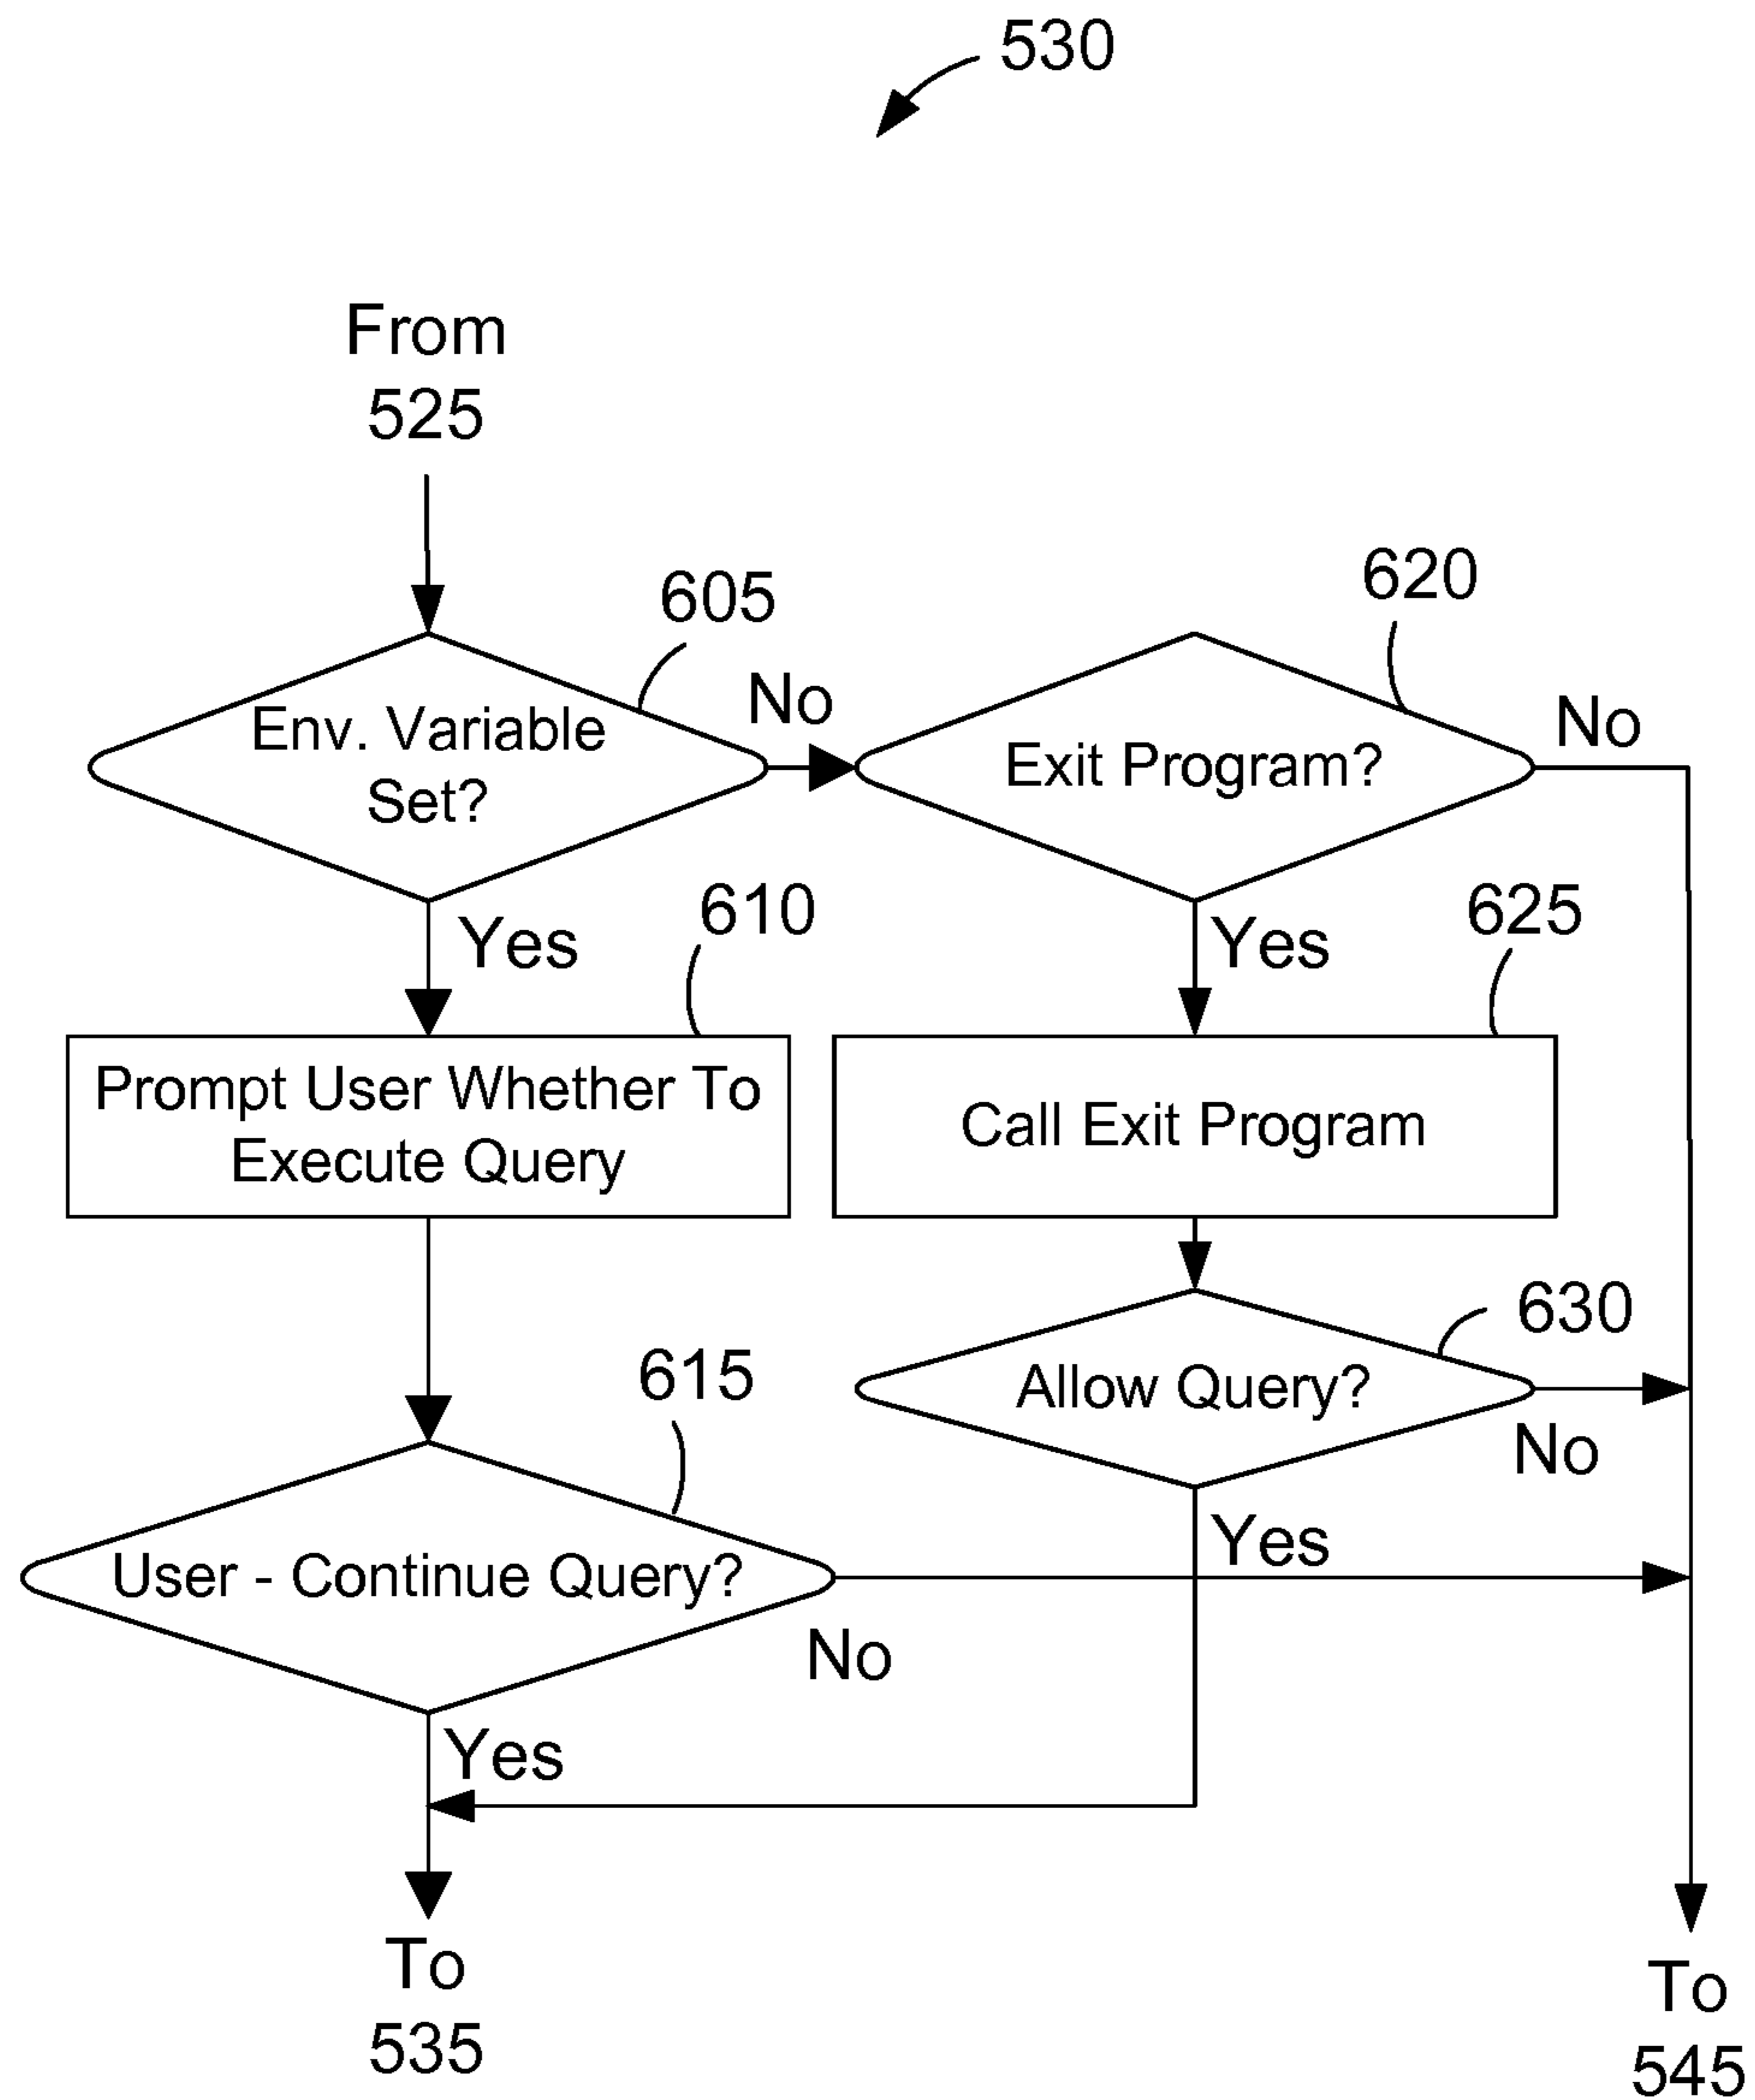 530
From
525
605
620
No
No
Env. Variable
Set?
Exit Program?
610
625
Yes
Yes
Prompt User Whether To
Execute Query
Call Exit Program
630
615
Allow Query?
No
Yes
User - Continue Query?
No
Yes
To
535
To
545